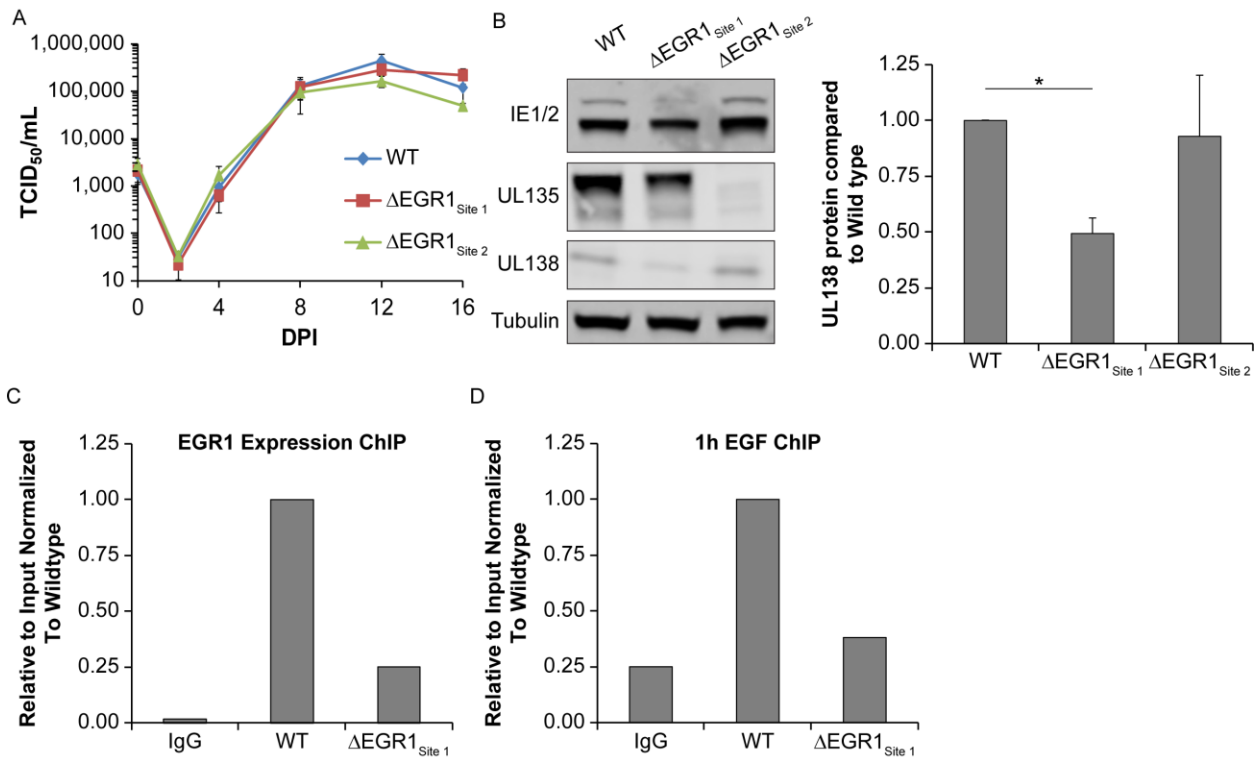 A
1,000,000
100,000
10,000
1,000
100
10
TCID50/mL
0
4
8
12
16
DPI
WT
ΔEGR1Site 1
ΔEGR1Site 2
B
WT
ΔEGR1Site 1
ΔEGR1Site 2
IE1/2
UL135
UL138
Tubulin
UL138 protein compared
to Wild type
1.25
1.00
0.75
0.50
0.25
0.00
*
WT
ΔEGR1Site 1
ΔEGR1Site 2
C
EGR1 Expression ChIP
Relative to Input Normalized
To Wildtype
1.25
1.00
0.75
0.50
0.25
0.00
IgG
WT
ΔEGR1Site 1
D
1h EGF ChIP
Relative to Input Normalized
To Wildtype
1.25
1.00
0.75
0.50
0.25
0.00
IgG
WT
ΔEGR1Site 1